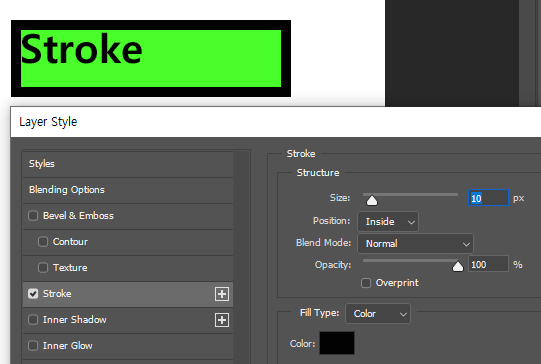 Stroke
Layer Style
Styles
Blending Options
Bevel & Emboss
Contour
Texture
Stroke
Inner Shadow
Inner Glow
Stroke
Structure
Size: 10 px
Position: Inside
Blend Mode: Normal
Opacity: 100 %
Overprint
Fill Type: Color
Color: